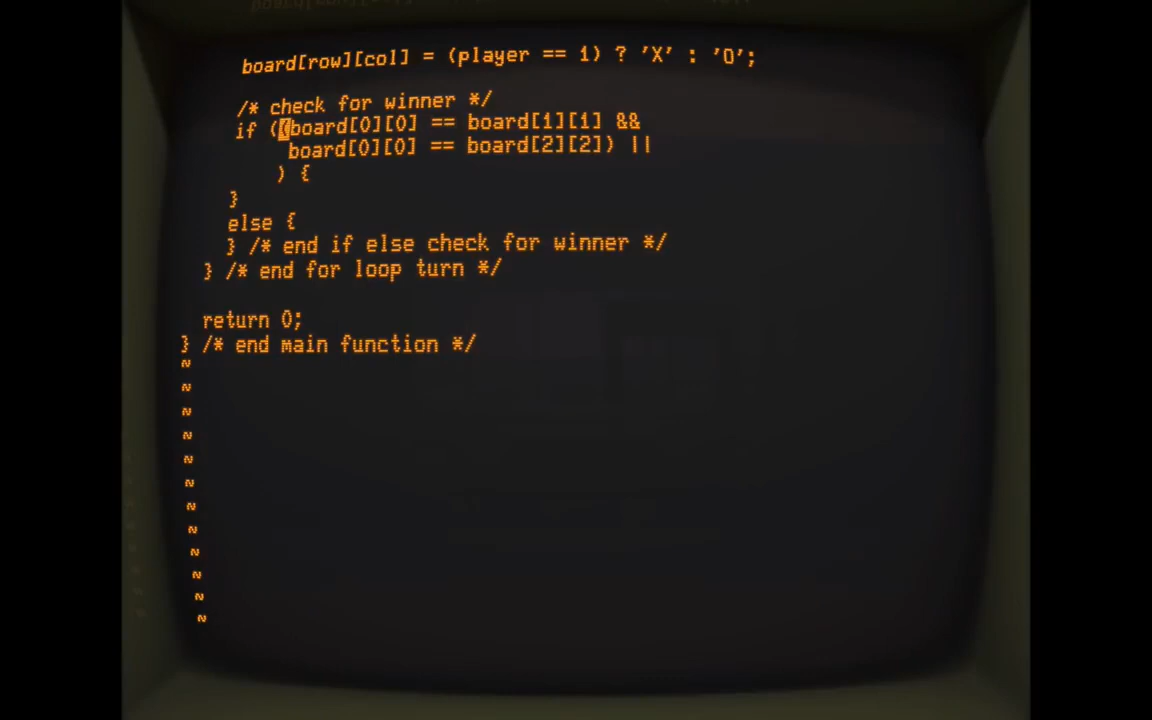 board[row][col] = (player == 1) ? 'X' : 'O';
/* check for winner */
if ((board[0][0] == board[1][1] &&
board[0][0] == board[2][2]) ||
) {
}
else {
} /* end if else check for winner */
} /* end for loop turn */
return 0;
} /* end main function */
~
~
~
~
~
~
~
~
~
~
~
~